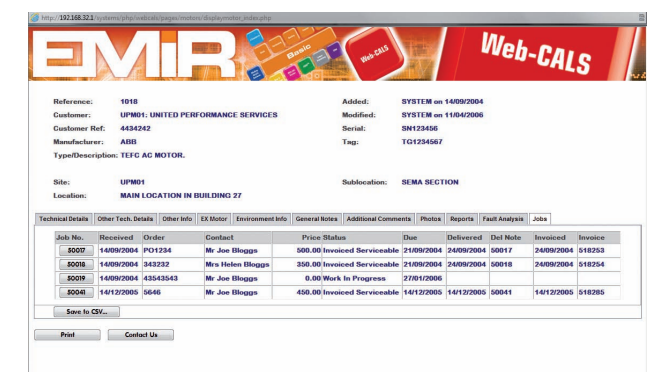 http://192.168.32.1/systems/php/webcals/pages/motors/displaymotor_index.php
EMiR Basic Web-CALS Web-CALS
Reference: 1018 Added: SYSTEM on 14/09/2004
Customer: UPM01: UNITED PERFORMANCE SERVICES Modified: SYSTEM on 11/04/2006
Customer Ref: 4434242 Serial: SN123456
Manufacturer: ABB Tag: TG1234567
Type/Description: TEFC AC MOTOR.
Site: UPM01 Sublocation: SEMA SECTION
Location: MAIN LOCATION IN BUILDING 27
Technical Details Other Tech. Details Other Info EX Motor Environment Info General Notes Additional Comments Photos Reports Fault Analysis Jobs
Job No. Received Order Contact Price Status Due Delivered Del Note Invoiced Invoice
50017 14/09/2004 PO1234 Mr Joe Bloggs 500.00 Invoiced Serviceable 21/09/2004 24/09/2004 50017 24/09/2004 518253
50018 14/09/2004 343232 Mrs Helen Bloggs 350.00 Invoiced Serviceable 21/09/2004 24/09/2004 50018 24/09/2004 518254
50019 14/09/2004 43543543 Mr Joe Bloggs 0.00 Work In Progress 27/01/2006
50041 14/12/2005 5646 Mr Joe Bloggs 450.00 Invoiced Serviceable 14/12/2005 14/12/2005 50041 14/12/2005 518285
Save to CSV...
Print Contact Us